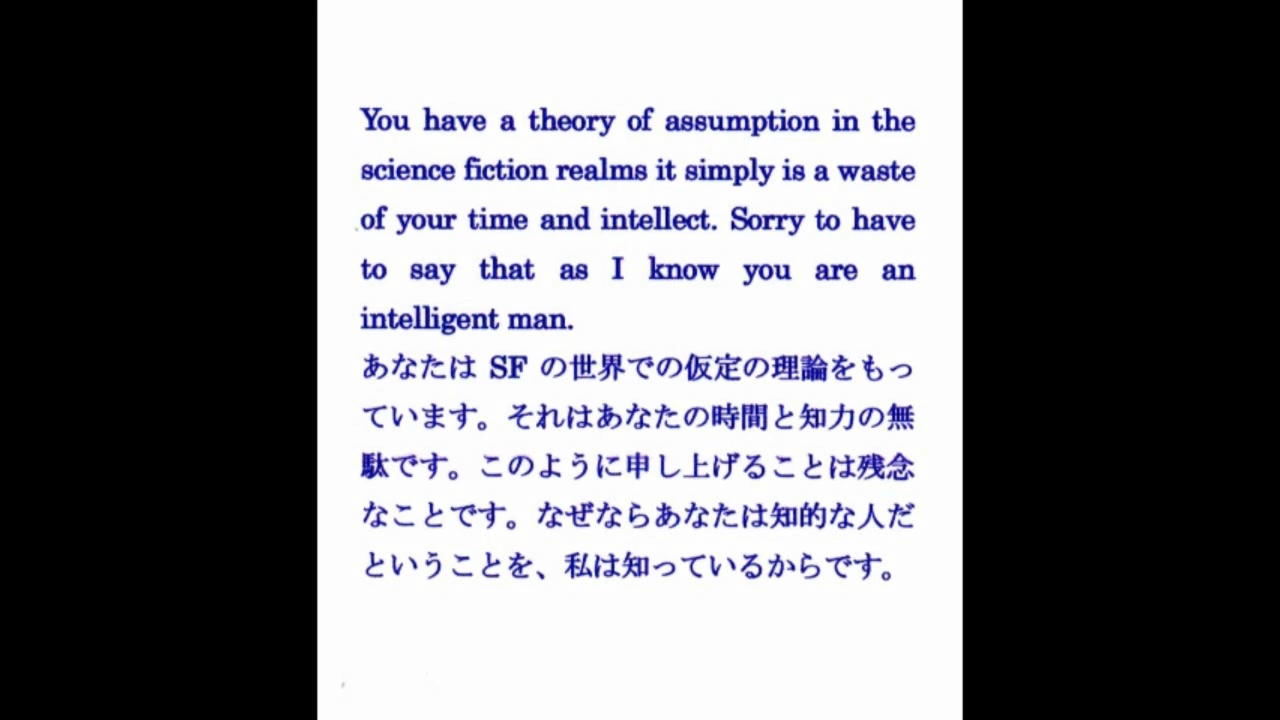 You have a theory of assumption in the
science fiction realms it simply is a waste
of your time and intellect. Sorry to have
to say that as I know you are an
intelligent man.
あなたは SF の世界での仮定の理論をもっ
ています。それはあなたの時間と知力の無
駄です。このように申し上げることは残念
なことです。なぜならあなたは知的な人だ
ということを、私は知っているからです。